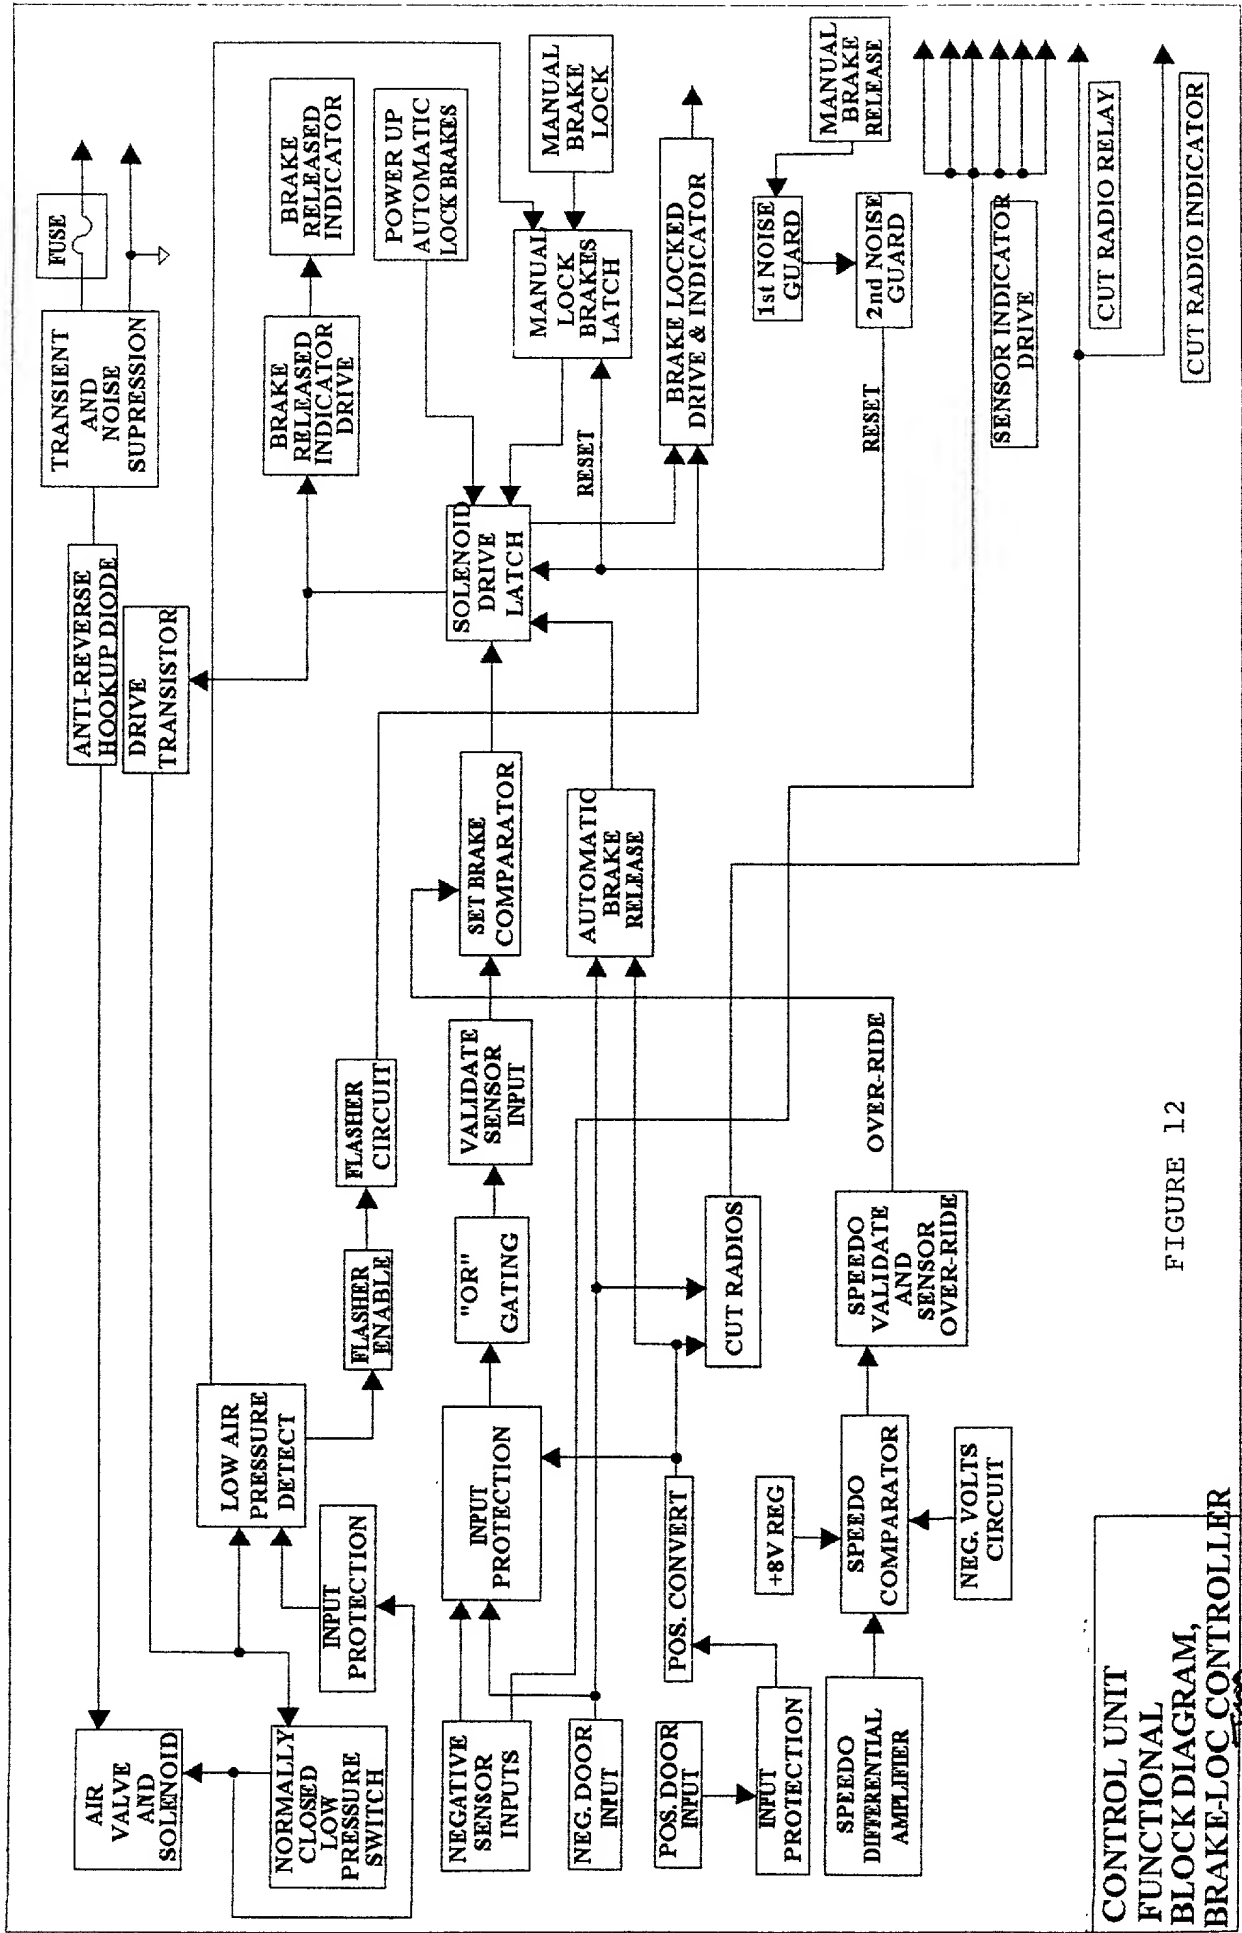 AIR
VALVE
AND
SOLENOID
ANTI-REVERSE
HOOKUP DIODE
TRANSIENT
AND
NOISE
SUPRESSION
FUSE
DRIVE
TRANSISTOR
NORMALLY
CLOSED
LOW
PRESSURE
SWITCH
INPUT
PROTECTION
LOW AIR
PRESSURE
DETECT
FLASHER
ENABLE
FLASHER
CIRCUIT
BRAKE
RELEASED
INDICATOR
DRIVE
BRAKE
RELEASED
INDICATOR
POWER UP
AUTOMATIC
LOCK BRAKES
NEGATIVE
SENSOR
INPUTS
INPUT
PROTECTION
"OR"
GATING
VALIDATE
SENSOR
INPUT
SET BRAKE
COMPARATOR
SOLENOID
DRIVE
LATCH
MANUAL
LOCK
BRAKES
LATCH
MANUAL
BRAKE
LOCK
RESET
NEG. DOOR
INPUT
AUTOMATIC
BRAKE
RELEASE
POS. DOOR
INPUT
POS. CONVERT
CUT RADIOS
BRAKE LOCKED
DRIVE & INDICATOR
INPUT
PROTECTION
+8V REG
1st NOISE
GUARD
MANUAL
BRAKE
RELEASE
SPEEDO
DIFFERENTIAL
AMPLIFIER
SPEEDO
COMPARATOR
SPEEDO
VALIDATE
AND
SENSOR
OVER-RIDE
OVER-RIDE
RESET
2nd NOISE
GUARD
NEG. VOLTS
CIRCUIT
SENSOR INDICATOR
DRIVE
CUT RADIO RELAY
CUT RADIO INDICATOR
FIGURE 12
CONTROL UNIT
FUNCTIONAL
BLOCK DIAGRAM,
BRAKE-LOC CONTROLLER